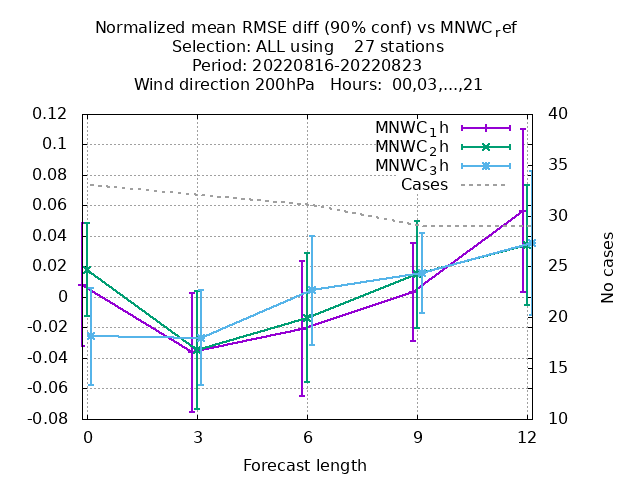 Normalized mean RMSE diff (90% conf) vs MNWC_ref
Selection: ALL using    27 stations
Period: 20220816-20220823
Wind direction 200hPa   Hours:  00,03,...,21
0.12
0.1
0.08
0.06
0.04
0.02
0
-0.02
-0.04
-0.06
-0.08
40
35
30
25
20
15
10
MNWC_1h
MNWC_2h
MNWC_3h
Cases
No cases
0 3 6 9 12
Forecast length